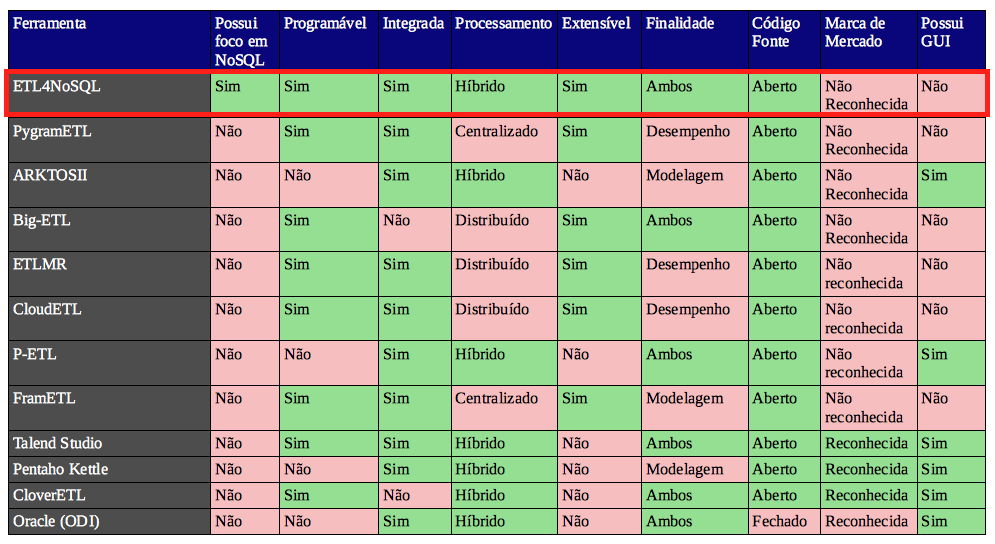 Ferramenta Possui foco em NoSQL Programável Integrada Processamento Extensível Finalidade Código Fonte Marca de Mercado Possui GUI
ETL4NoSQL Sim Sim Sim Híbrido Sim Ambos Aberto Não Reconhecida Não
PygramETL Não Sim Sim Centralizado Sim Desempenho Aberto Não Reconhecida Não
ARKTOSII Não Não Sim Híbrido Não Modelagem Aberto Não Reconhecida Sim
Big-ETL Não Sim Não Distribuído Sim Ambos Aberto Não Reconhecida Não
ETLMR Não Sim Sim Distribuído Sim Desempenho Aberto Não reconhecida Não
CloudETL Não Sim Sim Distribuído Sim Desempenho Aberto Não reconhecida Não
P-ETL Não Não Sim Híbrido Não Ambos Aberto Não reconhecida Sim
FramETL Não Sim Sim Centralizado Sim Modelagem Aberto Não reconhecida Não
Talend Studio Não Sim Sim Híbrido Não Ambos Aberto Reconhecida Sim
Pentaho Kettle Não Não Sim Híbrido Não Modelagem Aberto Reconhecida Sim
CloverETL Não Sim Não Híbrido Não Ambos Aberto Reconhecida Sim
Oracle (ODI) Não Não Sim Híbrido Não Ambos Fechado Reconhecida Sim